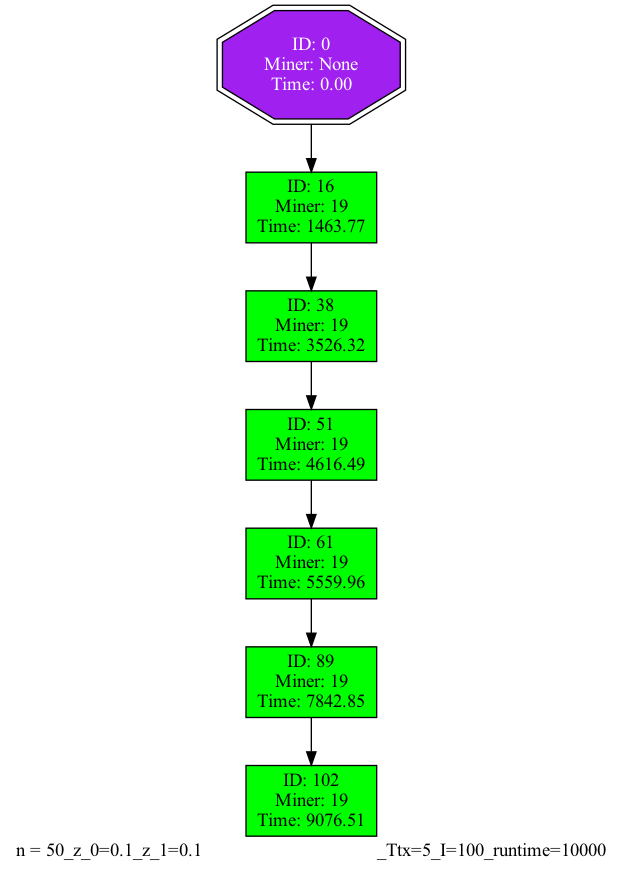 ID: 0
Miner: None
Time: 0.00
ID: 16
Miner: 19
Time: 1463.77
ID: 38
Miner: 19
Time: 3526.32
ID: 51
Miner: 19
Time: 4616.49
ID: 61
Miner: 19
Time: 5559.96
ID: 89
Miner: 19
Time: 7842.85
ID: 102
Miner: 19
Time: 9076.51
n = 50_z_0=0.1_z_1=0.1 _Ttx=5_I=100_runtime=10000